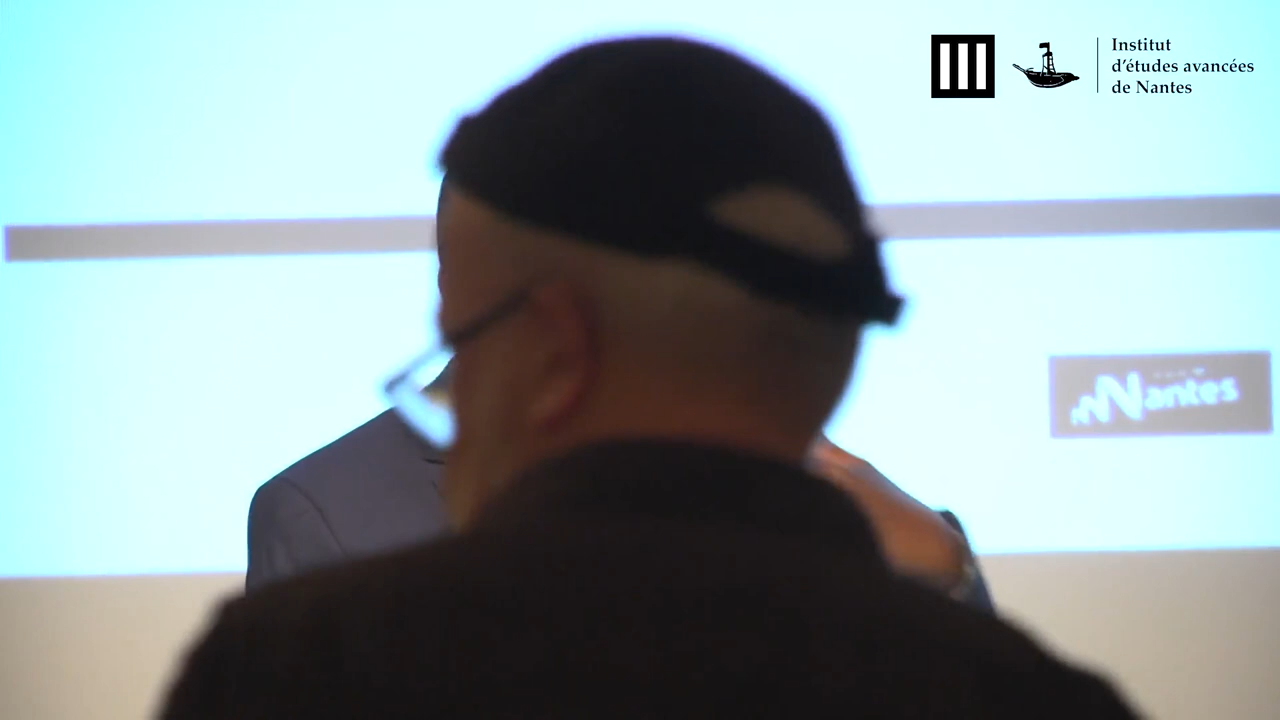 Institut
d'études avancées
de Nantes
Nantes